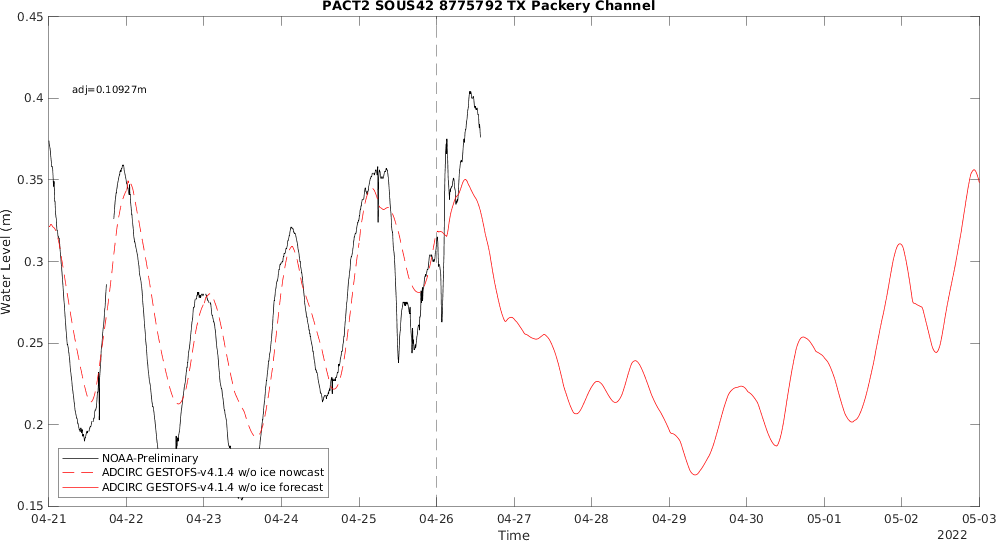 PACT2 SOUS42 8775792 TX Packery Channel
0.45
adj=0.10927m
0.4
0.35
0.3
0.25
0.2
0.15
Water Level (m)
NOAA-Preliminary
ADCIRC GESTOFS-v4.1.4 w/o ice nowcast
ADCIRC GESTOFS-v4.1.4 w/o ice forecast
04-21 04-22 04-23 04-24 04-25 04-26 04-27 04-28 04-29 04-30 05-01 05-02 05-03
Time
2022